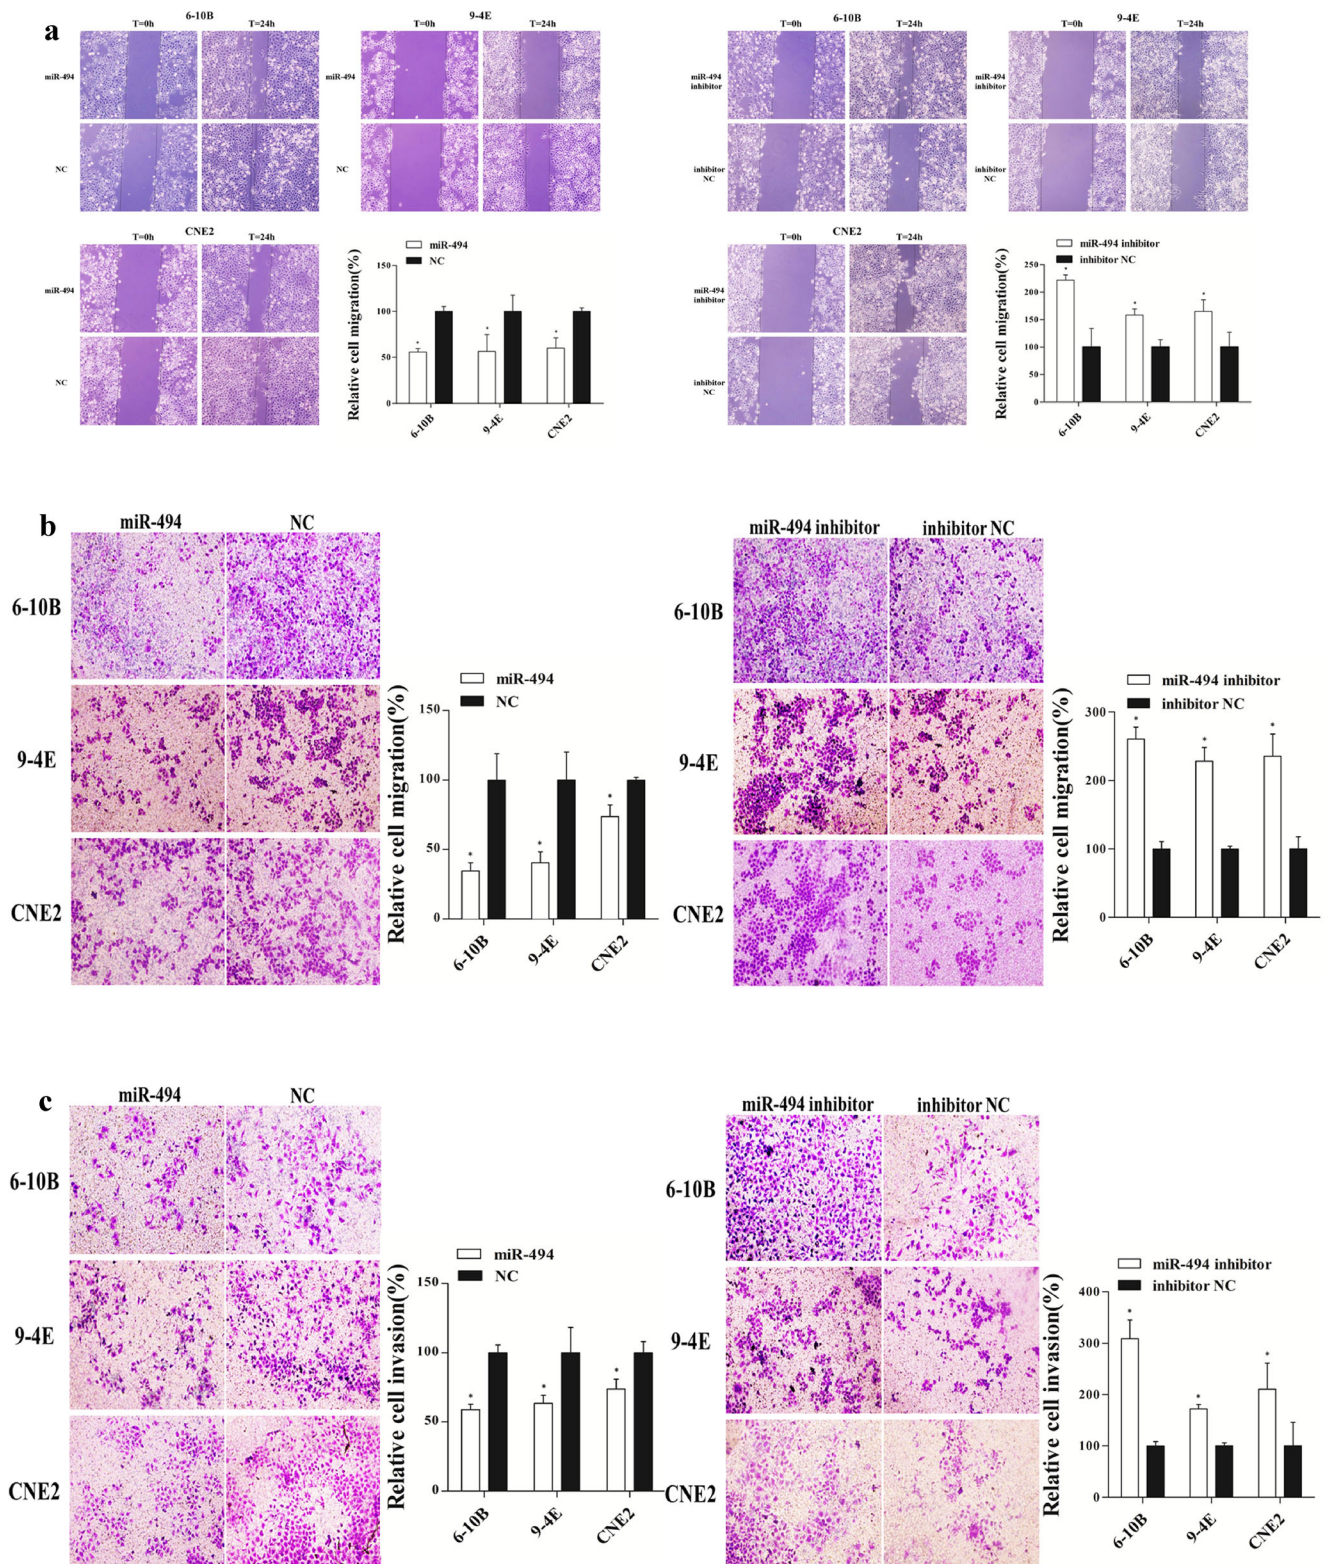 a
6-10B
T=0h
T=24h
miR-494
NC
9-4E
T=0h
T=24h
miR-494
NC
CNE2
T=0h
T=24h
miR-494
NC
miR-494
NC
Relative cell migration(%)
150
100
50
0
*
*
*
6-10B
9-4E
CNE2
6-10B
T=0h
T=24h
miR-494
inhibitor
inhibitor
NC
9-4E
T=0h
T=24h
miR-494
inhibitor
inhibitor
NC
CNE2
T=0h
T=24h
miR-494
inhibitor
inhibitor
NC
miR-494 inhibitor
inhibitor NC
Relative cell migration(%)
250
200
150
100
50
0
*
*
*
6-10B
9-4E
CNE2
b
miR-494
NC
6-10B
9-4E
CNE2
miR-494
NC
Relative cell migration(%)
150
100
50
0
*
*
*
6-10B
9-4E
CNE2
miR-494 inhibitor
inhibitor NC
6-10B
9-4E
CNE2
miR-494 inhibitor
inhibitor NC
Relative cell migration(%)
300
200
100
0
*
*
*
6-10B
9-4E
CNE2
c
miR-494
NC
6-10B
9-4E
CNE2
miR-494
NC
Relative cell invasion(%)
150
100
50
0
*
*
*
6-10B
9-4E
CNE2
miR-494 inhibitor
inhibitor NC
6-10B
9-4E
CNE2
miR-494 inhibitor
inhibitor NC
Relative cell invasion(%)
400
300
200
100
0
*
*
*
6-10B
9-4E
CNE2